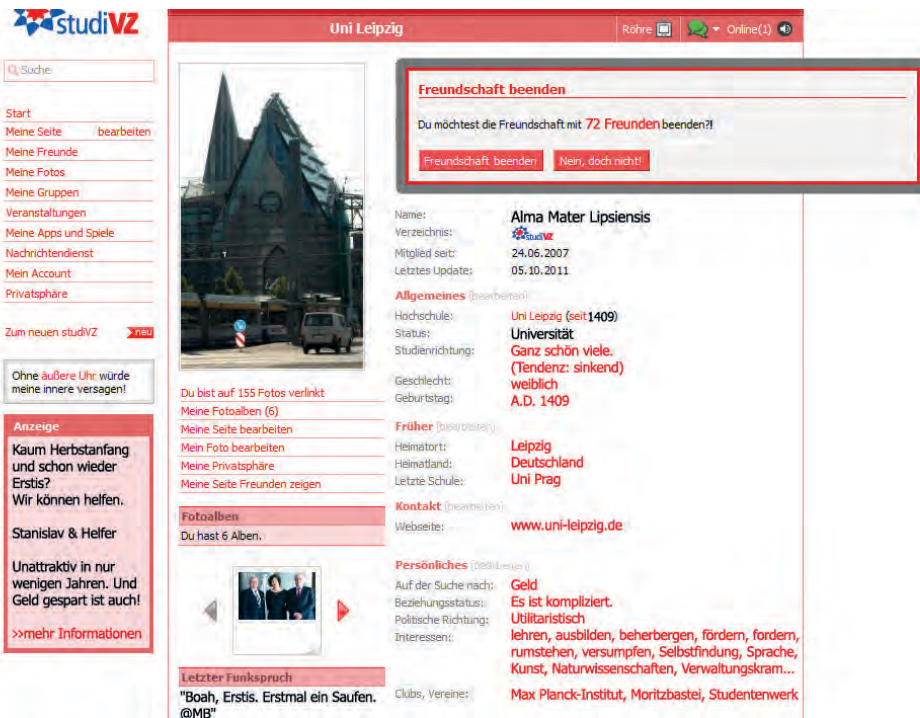 studiVZ
Uni Leipzig
Röhre
Online(1)
Suche
Start
Meine Seite bearbeiten
Meine Freunde
Meine Fotos
Meine Gruppen
Veranstaltungen
Meine Apps und Spiele
Nachrichtendienst
Mein Account
Privatsphäre
Zum neuen studiVZ neu
Ohne äußere Uhr würde
meine innere versagen!
Anzeige
Kaum Herbstanfang
und schon wieder
Erstis?
Wir können helfen.
Stanislav & Helfer
Unattraktiv in nur
wenigen Jahren. Und
Geld gespart ist auch!
>>mehr Informationen
Du bist auf 155 Fotos verlinkt
Meine Fotoalben (6)
Meine Seite bearbeiten
Mein Foto bearbeiten
Meine Privatsphäre
Meine Seite Freunden zeigen
Fotoalben
Du hast 6 Alben.
Letzter Funkspruch
"Boah, Erstis. Erstmal ein Saufen.
@MB"
Freundschaft beenden
Du möchtest die Freundschaft mit 72 Freunden beenden?!
Freundschaft beenden Nein, doch nicht!
Name: Alma Mater Lipsiensis
Verzeichnis: studiVZ
Mitglied seit: 24.06.2007
Letztes Update: 05.10.2011
Allgemeines [bearbeiten]
Hochschule: Uni Leipzig (seit 1409)
Status: Universität
Studienrichtung: Ganz schön viele.
(Tendenz: sinkend)
Geschlecht: weiblich
Geburtstag: A.D. 1409
Früher [bearbeiten]
Heimatort: Leipzig
Heimatland: Deutschland
Letzte Schule: Uni Prag
Kontakt [bearbeiten]
Webseite: www.uni-leipzig.de
Persönliches [bearbeiten]
Auf der Suche nach: Geld
Beziehungsstatus: Es ist kompliziert.
Politische Richtung: Utilitaristisch
Interessen: lehren, ausbilden, beherbergen, fördern, fordern,
rumstehen, versumpfen, Selbstfindung, Sprache,
Kunst, Naturwissenschaften, Verwaltungskram...
Clubs, Vereine: Max Planck-Institut, Moritzbastei, Studentenwerk